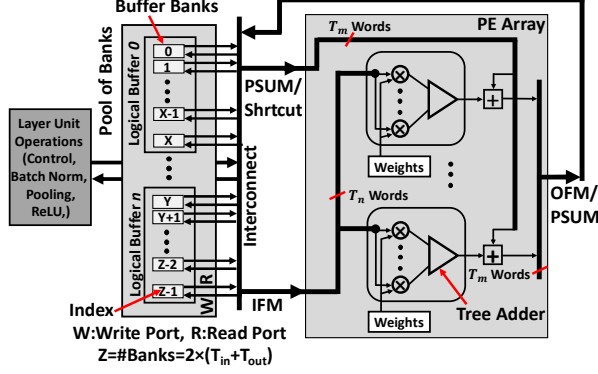 Buffer Banks
Pool of Banks
Logical Buffer 0
0
1
X-1
X
Logical Buffer n
Y
Y+1
Z-2
Z-1
W
R
Index
Layer Unit
Operations
(Control,
Batch Norm,
Pooling,
ReLU,)
Interconnect
PSUM/
Shrtcut
IFM
W:Write Port, R:Read Port
Z=#Banks=2×(Tin+Tout)
Tm Words
PE Array
Weights
Tn Words
Tm Words
Weights
Tree Adder
OFM/
PSUM